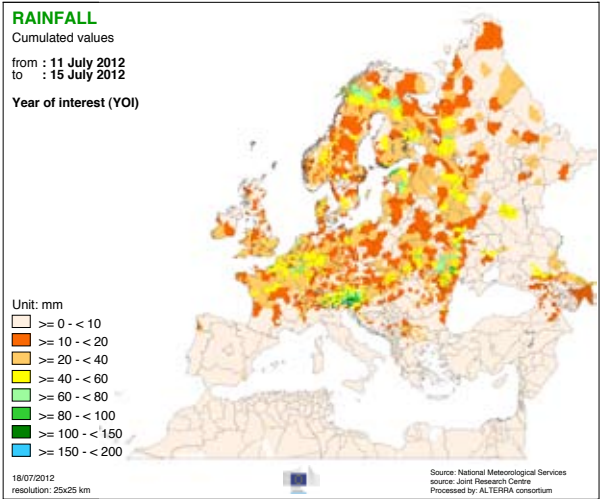 RAINFALL
Cumulated values
from : 11 July 2012
to : 15 July 2012
Year of interest (YOI)
Unit: mm
>= 0 - < 10
>= 10 - < 20
>= 20 - < 40
>= 40 - < 60
>= 60 - < 80
>= 80 - < 100
>= 100 - < 150
>= 150 - < 200
18/07/2012
resolution: 25x25 km
Source: National Meteorological Services
source: Joint Research Centre
Processed by: ALTERRA consortium